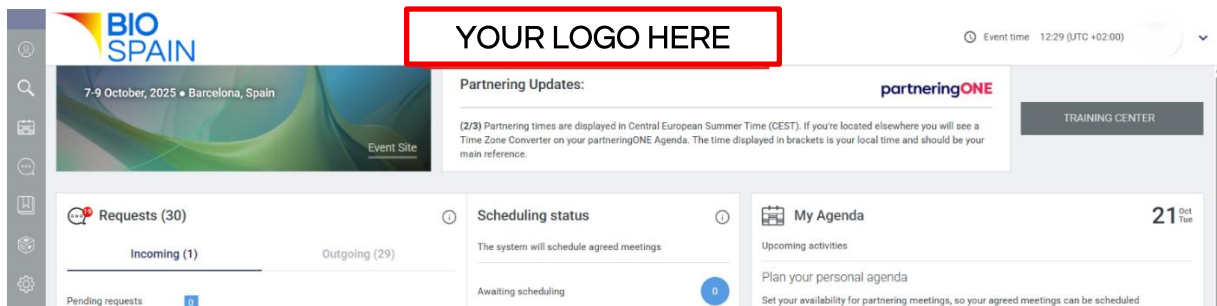 BIO
SPAIN
YOUR LOGO HERE
Event time 12:29 (UTC +02:00)
7-9 October, 2025 • Barcelona, Spain
Event Site
Partnering Updates:
partneringONE
(2/3) Partnering times are displayed in Central European Summer Time (CEST). If you're located elsewhere you will see a
Time Zone Converter on your partneringONE Agenda. The time displayed in brackets is your local time and should be your
main reference.
TRAINING CENTER
Requests (30)
19
Incoming (1)
Outgoing (29)
Pending requests
0
Scheduling status
The system will schedule agreed meetings
Awaiting scheduling
0
My Agenda
21 Oct
Tue
Upcoming activities
Plan your personal agenda
Set your availability for partnering meetings, so your agreed meetings can be scheduled